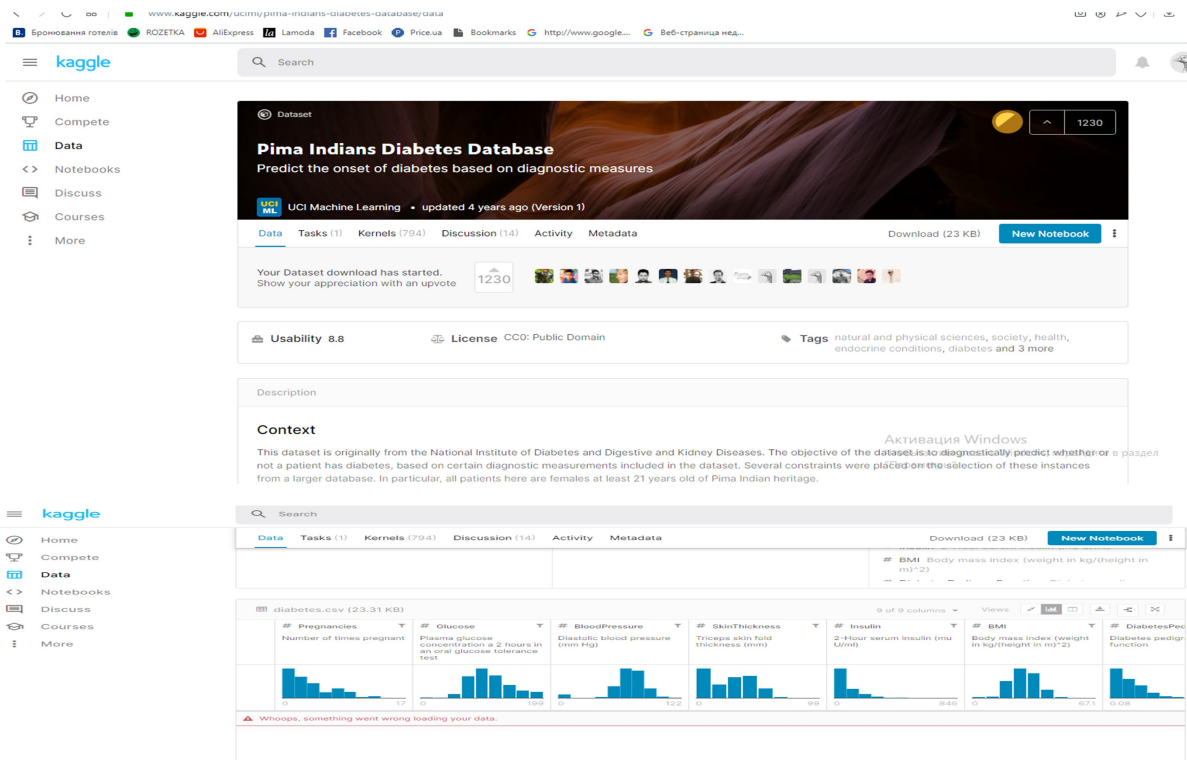 www.kaggle.com/uciml/pima-indians-diabetes-database/data
B. Бронювання готелів ROZETKA AliExpress la Lamoda Facebook P Price.ua Bookmarks G http://www.google.... G Веб-страница нед...
kaggle
Search
Home
Compete
Data
Notebooks
Discuss
Courses
More
Dataset
1230
Pima Indians Diabetes Database
Predict the onset of diabetes based on diagnostic measures
UCI ML UCI Machine Learning • updated 4 years ago (Version 1)
Data Tasks (1) Kernels (794) Discussion (14) Activity Metadata Download (23 KB) New Notebook
Your Dataset download has started.
Show your appreciation with an upvote
1230
Usability 8.8 License CC0: Public Domain Tags natural and physical sciences, society, health,
endocrine conditions, diabetes and 3 more
Description
Context
Активация Windows
This dataset is originally from the National Institute of Diabetes and Digestive and Kidney Diseases. The objective of the dataset is to diagnostically predict whether or
в раздел
not a patient has diabetes, based on certain diagnostic measurements included in the dataset. Several constraints were placed on the selection of these instances
from a larger database. In particular, all patients here are females at least 21 years old of Pima Indian heritage.
kaggle
Search
Home
Compete
Data
Notebooks
Discuss
Courses
More
Data Tasks (1) Kernels (794) Discussion (14) Activity Metadata Download (23 KB) New Notebook
# BMI Body mass index (weight in kg/(height in
m)^2)
diabetes.csv (23.31 KB) 9 of 9 columns Views
# Pregnancies # Glucose # BloodPressure # SkinThickness # Insulin # BMI # DiabetesPed
Number of times pregnant Plasma glucose Diastolic blood pressure Triceps skin fold 2-Hour serum insulin (mu Body mass index (weight Diabetes pedigr
concentration a 2 hours in (mm Hg) thickness (mm) U/ml) in kg/(height in m)^2) function
an oral glucose tolerance
test
0 17 0 199 0 122 0 99 0 846 0 67.1 0.08
Whoops, something went wrong loading your data.